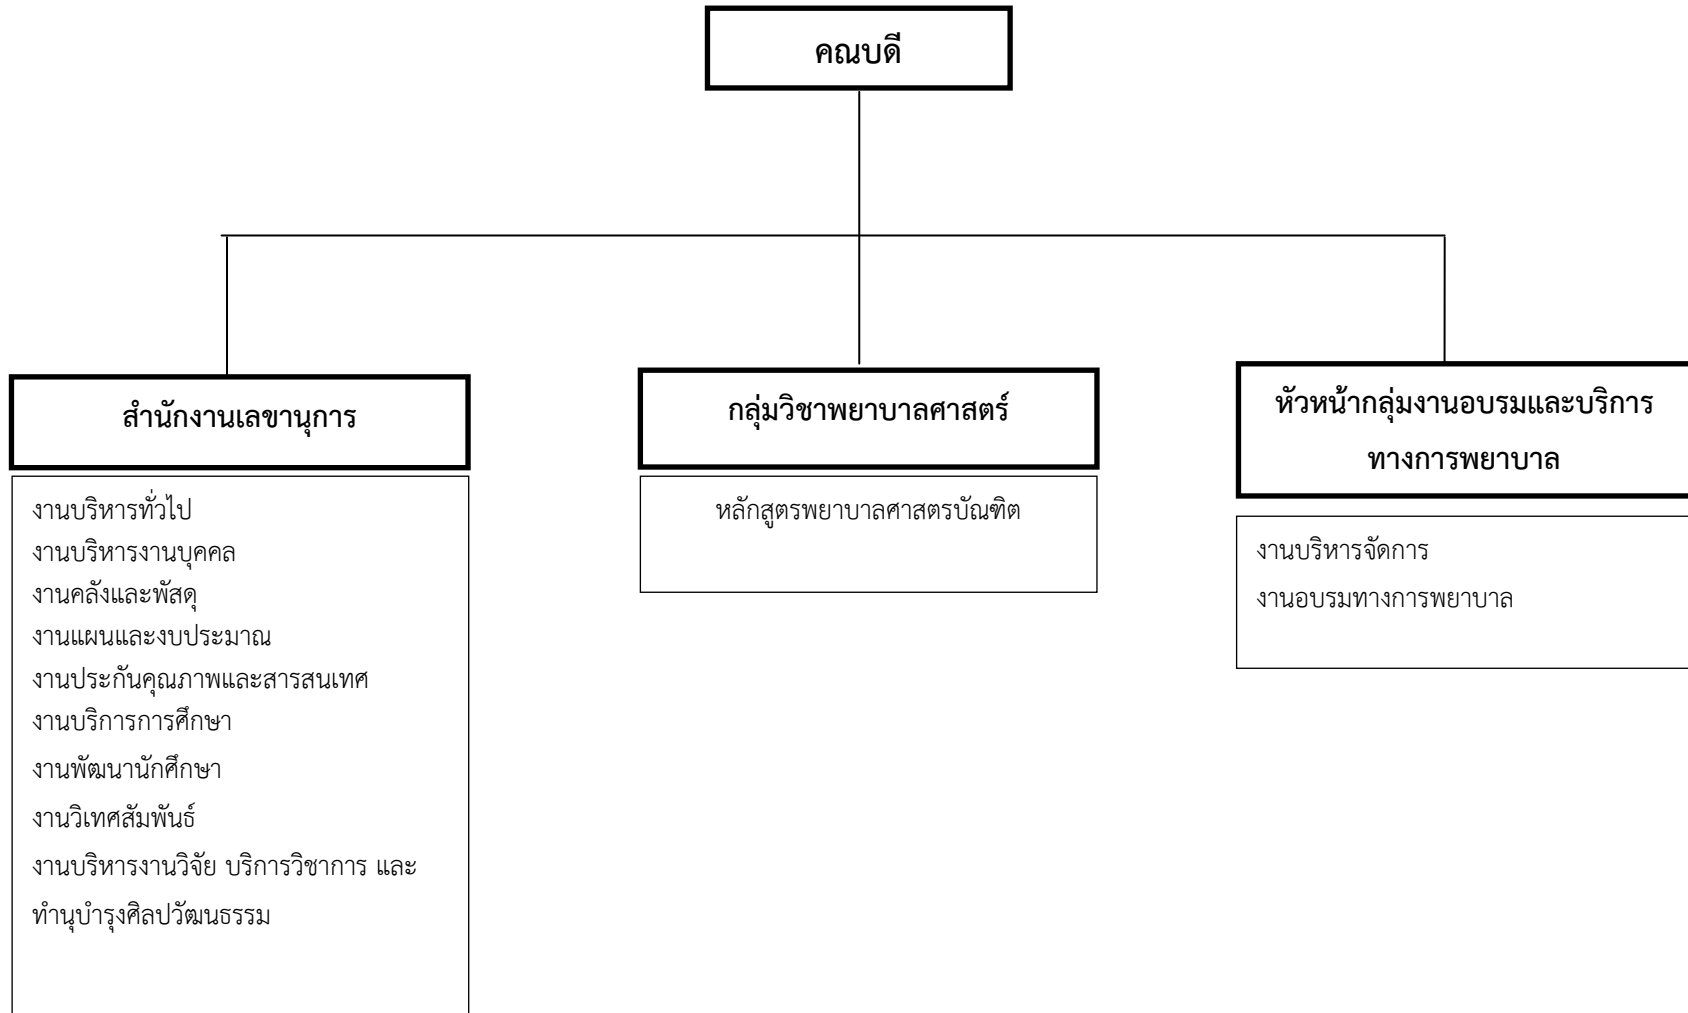 คณบดี
สำนักงานเลขานุการ
งานบริหารทั่วไป
งานบริหารงานบุคคล
งานคลังและพัสดุ
งานแผนและงบประมาณ
งานประกันคุณภาพและสารสนเทศ
งานบริการการศึกษา
งานพัฒนานักศึกษา
งานวิเทศสัมพันธ์
งานบริหารงานวิจัย บริการวิชาการ และ
ทำนุบำรุงศิลปวัฒนธรรม
กลุ่มวิชาพยาบาลศาสตร์
หลักสูตรพยาบาลศาสตรบัณฑิต
หัวหน้ากลุ่มงานอบรมและบริการ
ทางการพยาบาล
งานบริหารจัดการ
งานอบรมทางการพยาบาล